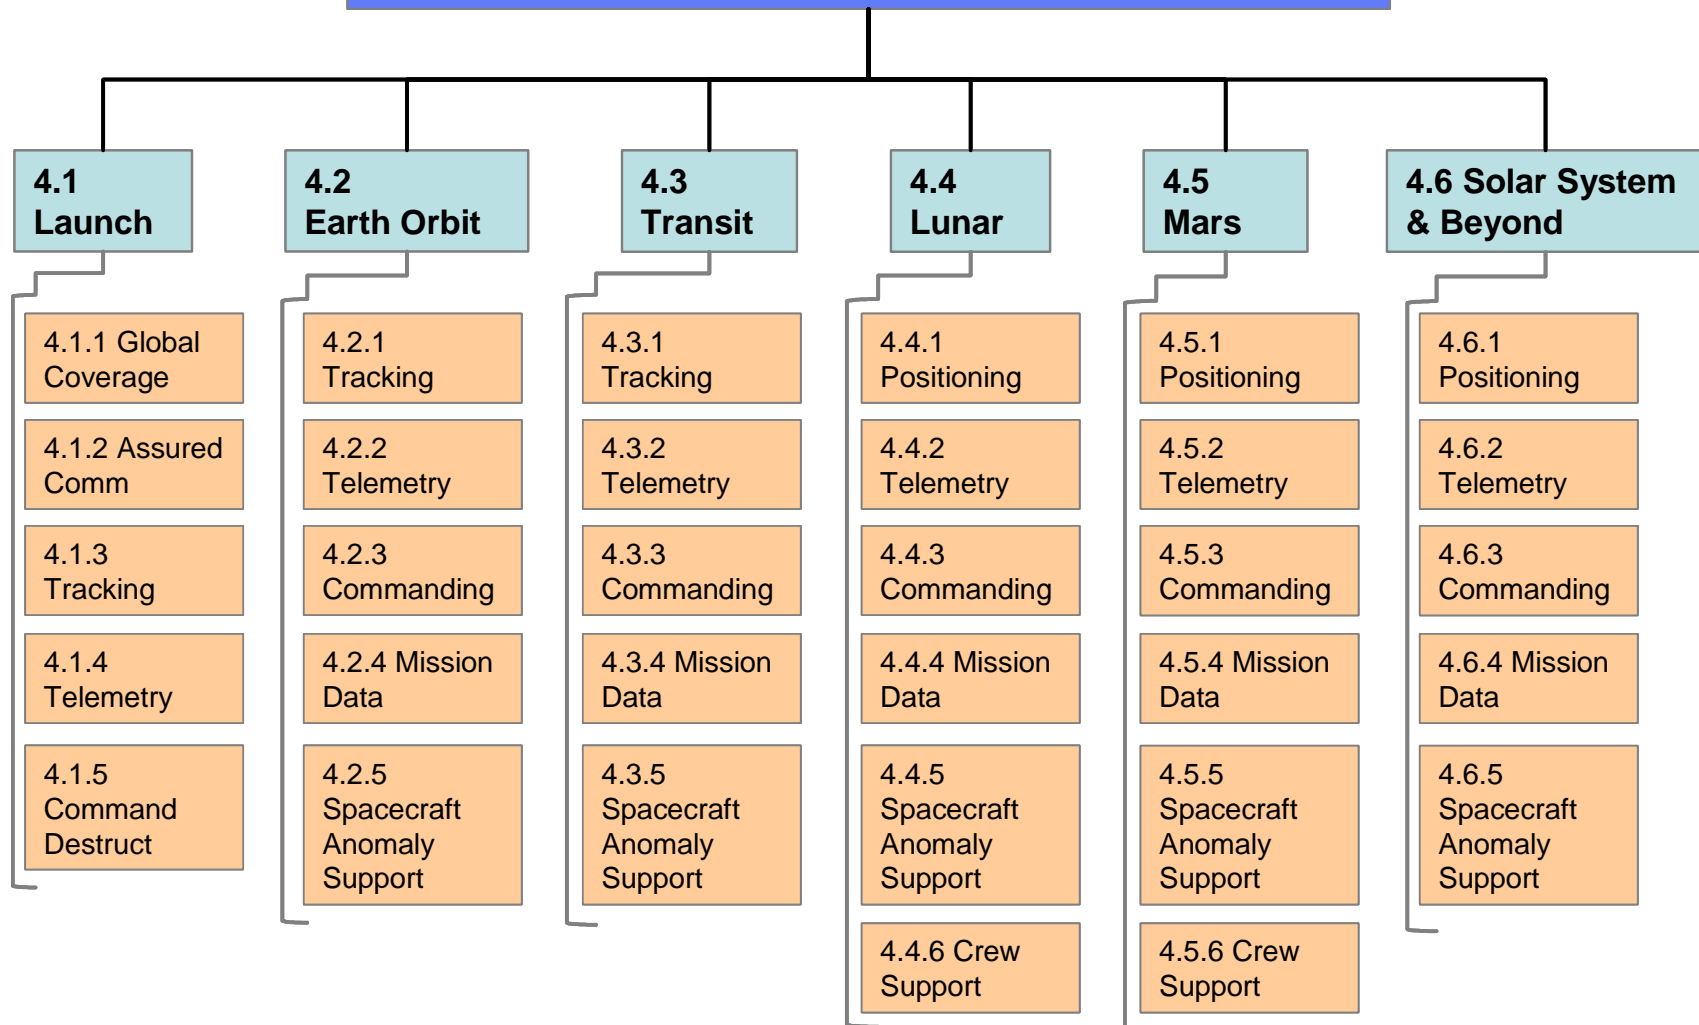 4.1
Launch
4.2
Earth Orbit
4.3
Transit
4.4
Lunar
4.5
Mars
4.6 Solar System
& Beyond
4.1.1 Global
Coverage
4.1.2 Assured
Comm
4.1.3
Tracking
4.1.4
Telemetry
4.1.5
Command
Destruct
4.2.1
Tracking
4.2.2
Telemetry
4.2.3
Commanding
4.2.4 Mission
Data
4.2.5
Spacecraft
Anomaly
Support
4.3.1
Tracking
4.3.2
Telemetry
4.3.3
Commanding
4.3.4 Mission
Data
4.3.5
Spacecraft
Anomaly
Support
4.4.1
Positioning
4.4.2
Telemetry
4.4.3
Commanding
4.4.4 Mission
Data
4.4.5
Spacecraft
Anomaly
Support
4.4.6 Crew
Support
4.5.1
Positioning
4.5.2
Telemetry
4.5.3
Commanding
4.5.4 Mission
Data
4.5.5
Spacecraft
Anomaly
Support
4.5.6 Crew
Support
4.6.1
Positioning
4.6.2
Telemetry
4.6.3
Commanding
4.6.4 Mission
Data
4.6.5
Spacecraft
Anomaly
Support